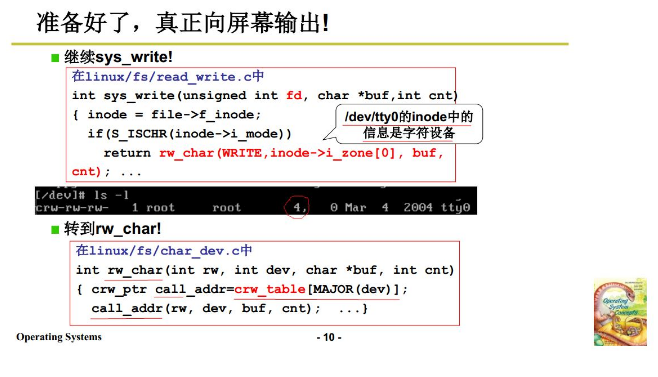 准备好了，真正向屏幕输出!
继续sys_write!
在linux/fs/read_write.c中
int sys_write(unsigned int fd, char *buf,int cnt)
{ inode = file->f_inode;
/dev/tty0的inode中的
信息是字符设备
if(S_ISCHR(inode->i_mode))
return rw_char(WRITE,inode->i_zone[0], buf,
cnt); ...
[/dev]# ls -l
crw-rw-rw- 1 root root 4, 0 Mar 4 2004 tty0
转到rw_char!
在linux/fs/char_dev.c中
int rw_char(int rw, int dev, char *buf, int cnt)
{ crw_ptr call_addr=crw_table[MAJOR(dev)];
call_addr(rw, dev, buf, cnt); ...}
Operating System Concepts
Operating Systems
- 10 -